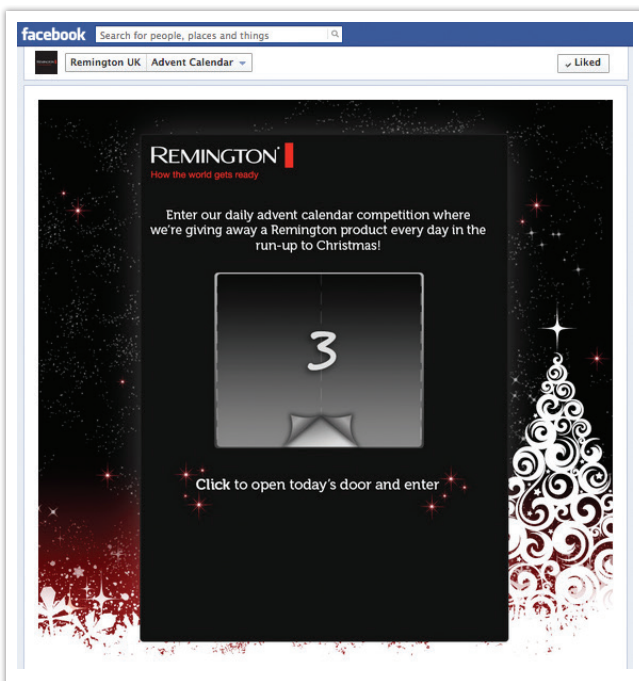 facebook
Search for people, places and things
Remington UK Advent Calendar
Liked
REMINGTON
How the world gets ready
Enter our daily advent calendar competition where
we're giving away a Remington product every day in the
run-up to Christmas!
3
Click to open today's door and enter